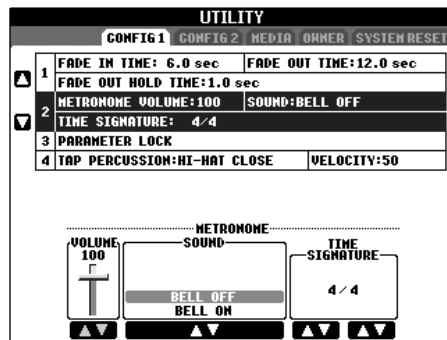 UTILITY
CONFIG 1 CONFIG 2 MEDIA OWNER SYSTEM RESET
1 FADE IN TIME: 6.0 sec FADE OUT TIME:12.0 sec
FADE OUT HOLD TIME:1.0 sec
2 METRONOME VOLUME:100 SOUND:BELL OFF
TIME SIGNATURE: 4/4
3 PARAMETER LOCK
4 TAP PERCUSSION:HI-HAT CLOSE VELOCITY:50
METRONOME
VOLUME SOUND TIME SIGNATURE
100
4/4
BELL OFF
BELL ON